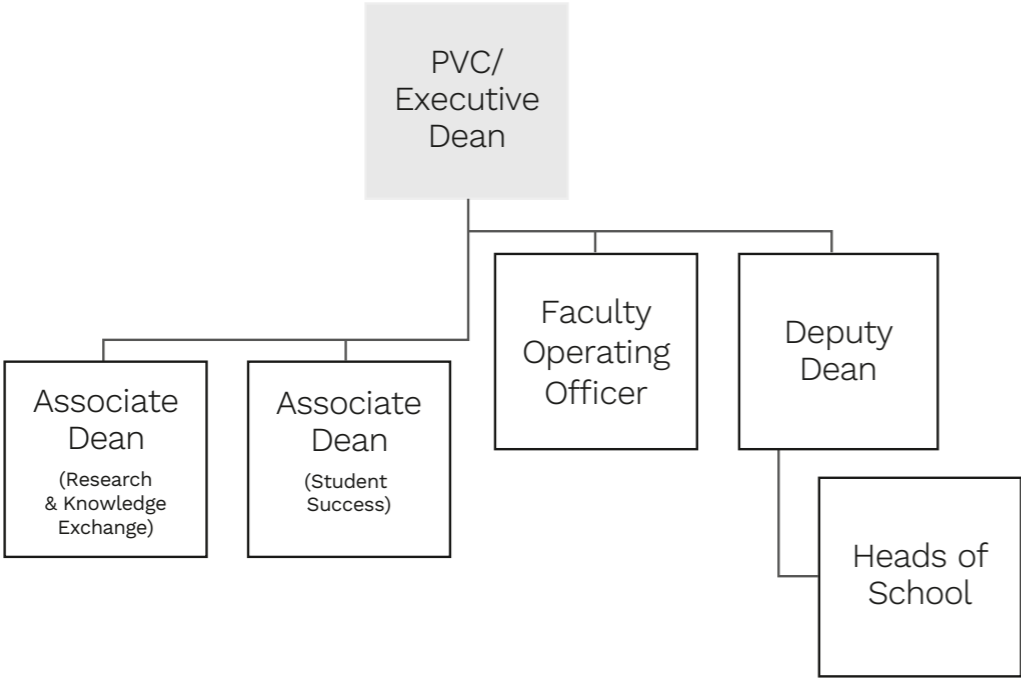 PVC/
Executive
Dean
Faculty
Operating
Officer
Deputy
Dean
Associate
Dean
(Research
& Knowledge
Exchange)
Associate
Dean
(Student
Success)
Heads of
School